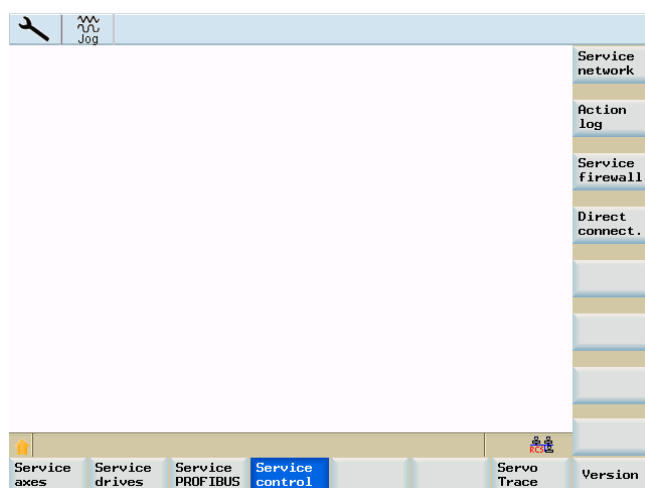 Jog
Service
network
Action
log
Service
firewall
Direct
connect.
RCS
Service
axes
Service
drives
Service
PROFIBUS
Service
control
Servo
Trace
Version